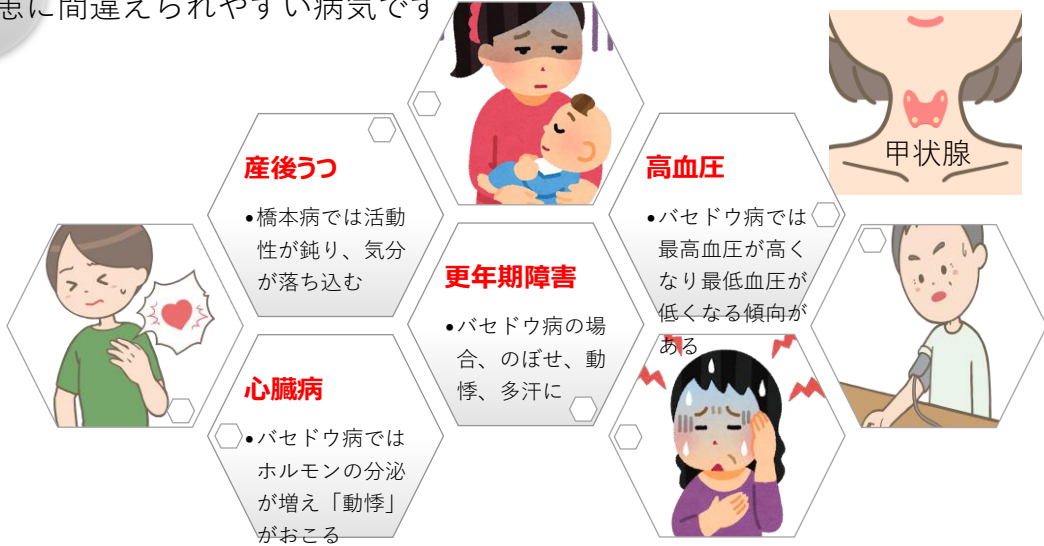 患に間違えられやすい病気です
甲状腺
産後うつ
•橋本病では活動
性が鈍り、気分
が落ち込む
高血圧
•バセドウ病では
最高血圧が高く
なり最低血圧が
低くなる傾向が
ある
更年期障害
•バセドウ病の場
合、のぼせ、動
悸、多汗に
心臓病
•バセドウ病では
ホルモンの分泌
が増え「動悸」
がおこる